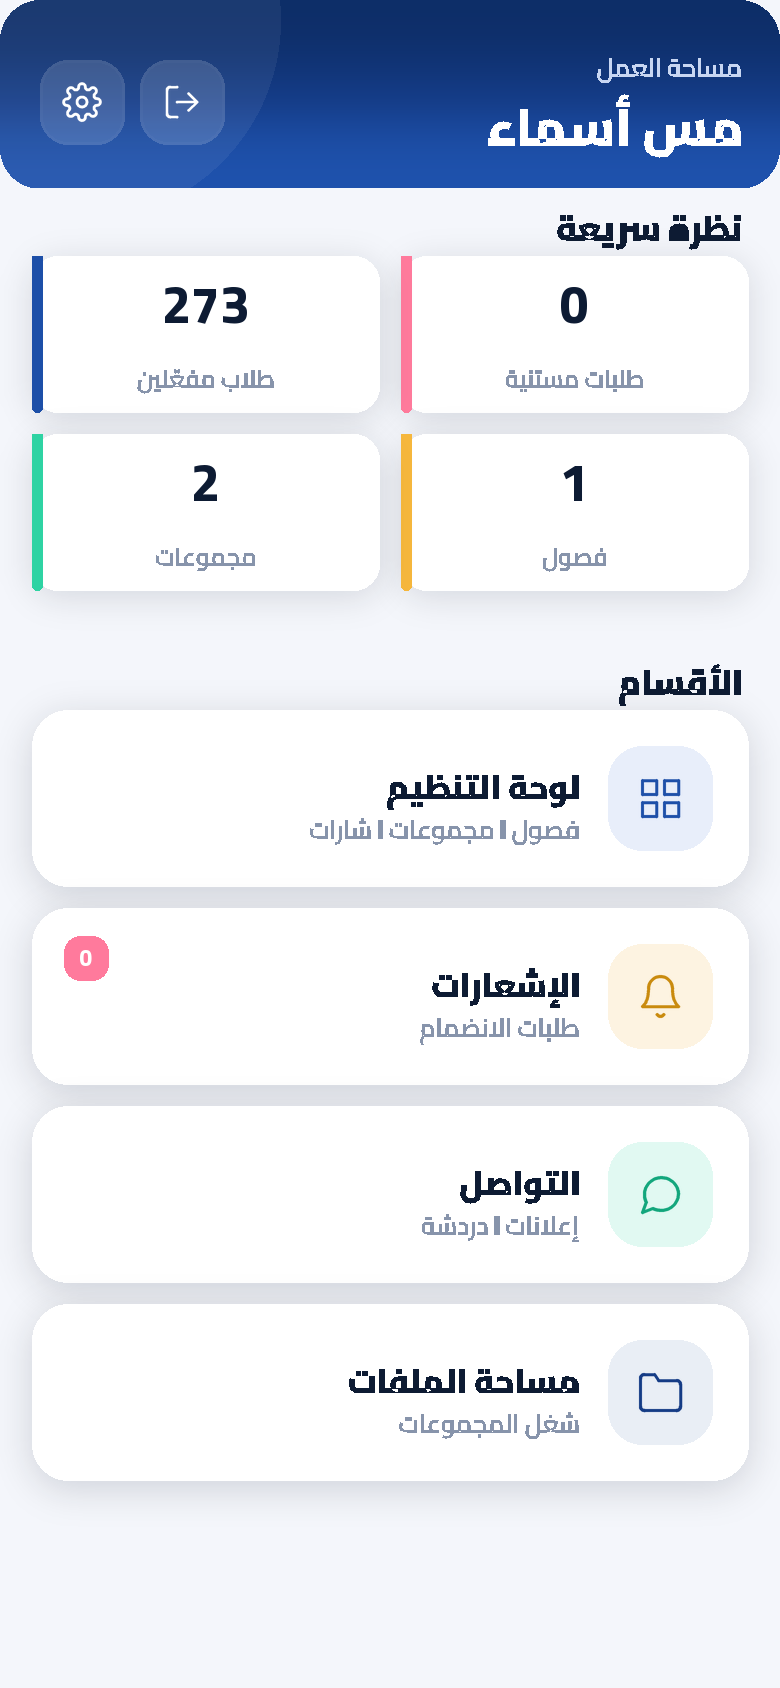 مساحة العمل
مس أسماء
نظرة سريعة
0
طلبات مستنية
273
طلاب مفعّلين
1
فصول
2
مجموعات
الأقسام
لوحة التنظيم
فصول | مجموعات | شارات
الإشعارات
طلبات الانضمام
0
التواصل
إعلانات | دردشة
مساحة الملفات
شغل المجموعات